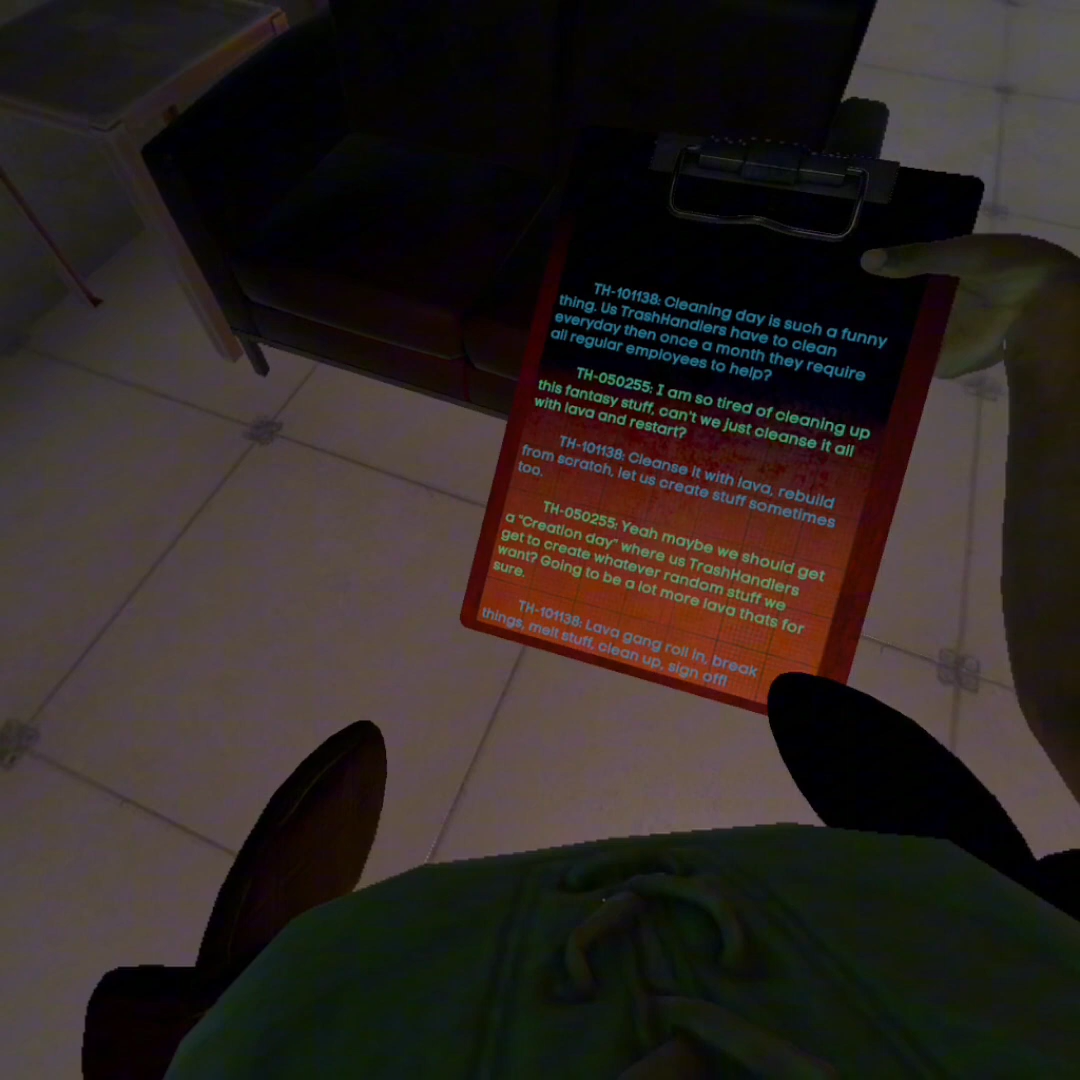 TH-101138: Cleaning day is such a funny
thing. Us TrashHandlers have to clean
everyday then once a month they require
all regular employees to help?
TH-050255: I am so tired of cleaning up
this fantasy stuff, can't we just cleanse it all
with lava and restart?
TH-101138: Cleanse it with lava, rebuild
from scratch, let us create stuff sometimes
too.
TH-050255: Yeah maybe we should get
a "Creation day" where us TrashHandlers
get to create whatever random stuff we
want? Going to be a lot more lava thats for
sure.
TH-101138: Lava gang roll in, break
things, melt stuff, clean up, sign off!